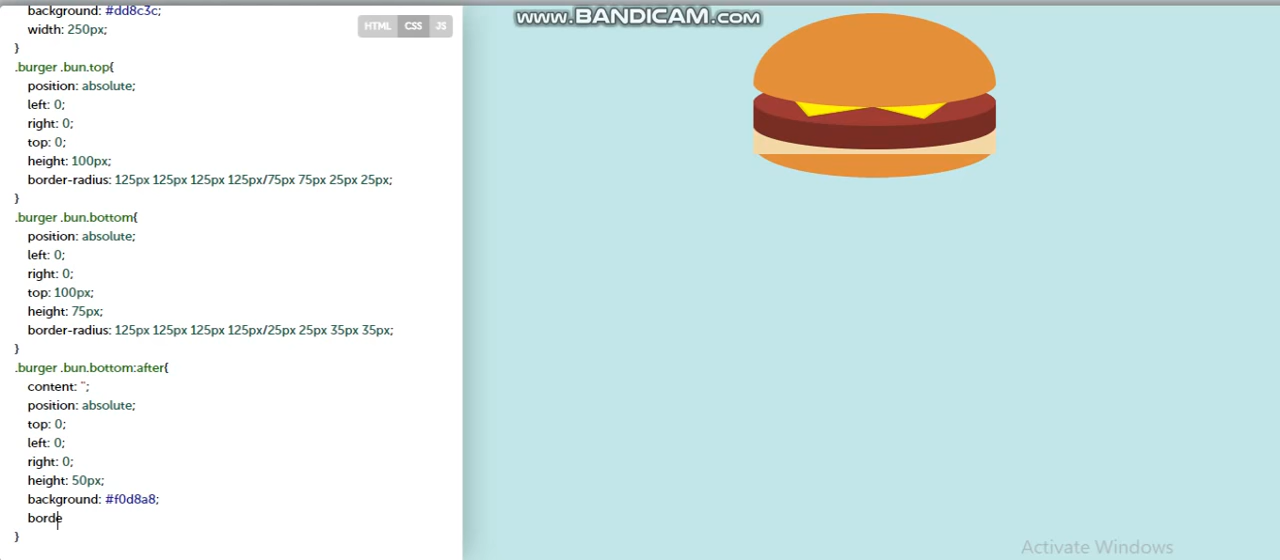 background: #dd8c3c;
width: 250px;
}
.burger .bun.top{
position: absolute;
left: 0;
right: 0;
top: 0;
height: 100px;
border-radius: 125px 125px 125px 125px/75px 75px 25px 25px;
}
.burger .bun.bottom{
position: absolute;
left: 0;
right: 0;
top: 100px;
height: 75px;
border-radius: 125px 125px 125px 125px/25px 25px 35px 35px;
}
.burger .bun.bottom:after{
content: '';
position: absolute;
top: 0;
left: 0;
right: 0;
height: 50px;
background: #f0d8a8;
borde
}
HTML CSS JS
www.BANDICAM.com
Activate Windows